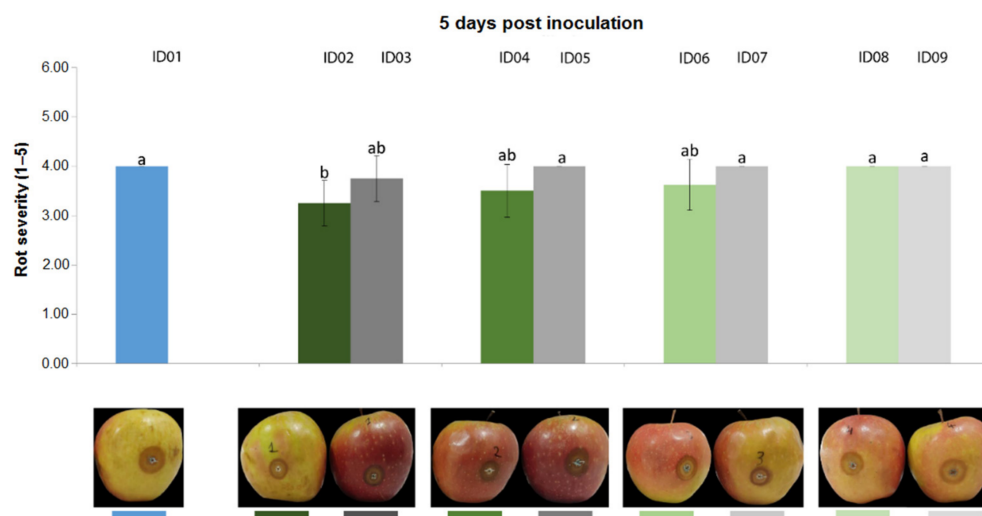 5 days post inoculation
ID01 ID02 ID03 ID04 ID05 ID06 ID07 ID08 ID09
Rot severity (1–5)
6.00
5.00
4.00
3.00
2.00
1.00
0.00
a b ab ab a ab a a a
1
2